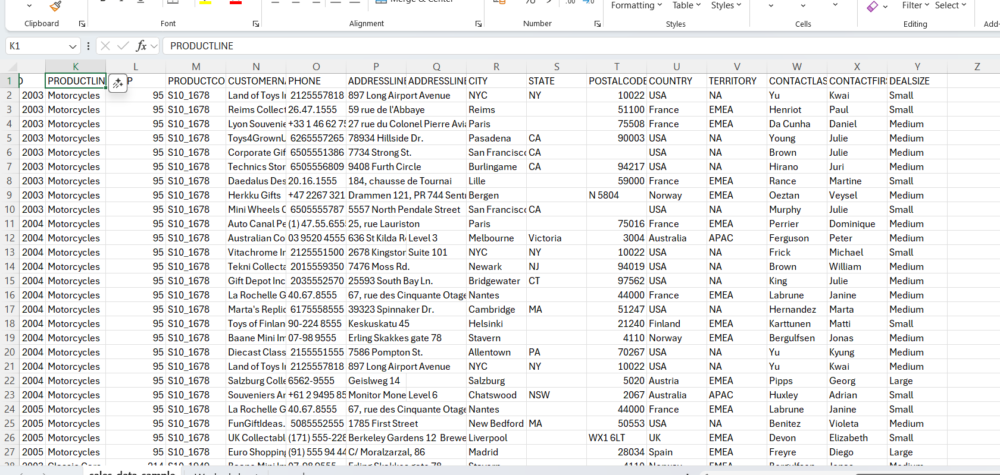 Merge & Center
Formatting Table Styles
Filter Select
Clipboard Font Alignment Number Styles Cells Editing Add-
K1 fx PRODUCTLINE
K L M N O P Q R S T U V W X Y Z
1 PRODUCTLIN P PRODUCTCO CUSTOMERNA PHONE ADDRESSLINE ADDRESSLINE CITY STATE POSTALCODE COUNTRY TERRITORY CONTACTLAS CONTACTFIRS DEALSIZE
2 2003 Motorcycles 95 S10_1678 Land of Toys I 2125557818 897 Long Airport Avenue NYC NY 10022 USA NA Yu Kwai Small
3 2003 Motorcycles 95 S10_1678 Reims Collect 26.47.1555 59 rue de l'Abbaye Reims 51100 France EMEA Henriot Paul Small
4 2003 Motorcycles 95 S10_1678 Lyon Souvenie +33 1 46 62 75 27 rue du Colonel Pierre Avia Paris 75508 France EMEA Da Cunha Daniel Medium
5 2003 Motorcycles 95 S10_1678 Toys4GrownU 6265557265 78934 Hillside Dr. Pasadena CA 90003 USA NA Young Julie Medium
6 2003 Motorcycles 95 S10_1678 Corporate Gif 6505551386 7734 Strong St. San Francisco CA USA NA Brown Julie Medium
7 2003 Motorcycles 95 S10_1678 Technics Stor 6505556809 9408 Furth Circle Burlingame CA 94217 USA NA Hirano Juri Medium
8 2003 Motorcycles 95 S10_1678 Daedalus Des 20.16.1555 184, chausse de Tournai Lille 59000 France EMEA Rance Martine Small
9 2003 Motorcycles 95 S10_1678 Herkku Gifts +47 2267 321 Drammen 121, PR 744 Sentr Bergen N 5804 Norway EMEA Oeztan Veysel Medium
10 2003 Motorcycles 95 S10_1678 Mini Wheels C 6505555787 5557 North Pendale Street San Francisco CA USA NA Murphy Julie Small
11 2004 Motorcycles 95 S10_1678 Auto Canal Pe (1) 47.55.6555 25, rue Lauriston Paris 75016 France EMEA Perrier Dominique Medium
12 2004 Motorcycles 95 S10_1678 Australian Co 03 9520 4555 636 St Kilda R Level 3 Melbourne Victoria 3004 Australia APAC Ferguson Peter Medium
13 2004 Motorcycles 95 S10_1678 Vitachrome In 2125551500 2678 Kingston Suite 101 NYC NY 10022 USA NA Frick Michael Small
14 2004 Motorcycles 95 S10_1678 Tekni Collecta 2015559350 7476 Moss Rd. Newark NJ 94019 USA NA Brown William Medium
15 2004 Motorcycles 95 S10_1678 Gift Depot Inc 2035552570 25593 South Bay Ln. Bridgewater CT 97562 USA NA King Julie Medium
16 2004 Motorcycles 95 S10_1678 La Rochelle G 40.67.8555 67, rue des Cinquante Otage Nantes 44000 France EMEA Labrune Janine Medium
17 2004 Motorcycles 95 S10_1678 Marta's Replic 6175558555 39323 Spinnaker Dr. Cambridge MA 51247 USA NA Hernandez Marta Medium
18 2004 Motorcycles 95 S10_1678 Toys of Finlan 90-224 8555 Keskuskatu 45 Helsinki 21240 Finland EMEA Karttunen Matti Small
19 2004 Motorcycles 95 S10_1678 Baane Mini Im 07-98 9555 Erling Skakkes gate 78 Stavern 4110 Norway EMEA Bergulfsen Jonas Medium
20 2004 Motorcycles 95 S10_1678 Diecast Class 2155551555 7586 Pompton St. Allentown PA 70267 USA NA Yu Kyung Medium
21 2004 Motorcycles 95 S10_1678 Land of Toys I 2125557818 897 Long Airport Avenue NYC NY 10022 USA NA Yu Kwai Medium
22 2004 Motorcycles 95 S10_1678 Salzburg Colle 6562-9555 Geislweg 14 Salzburg 5020 Austria EMEA Pipps Georg Large
23 2004 Motorcycles 95 S10_1678 Souveniers Ar +61 2 9495 85 Monitor Mone Level 6 Chatswood NSW 2067 Australia APAC Huxley Adrian Small
24 2005 Motorcycles 95 S10_1678 La Rochelle G 40.67.8555 67, rue des Cinquante Otage Nantes 44000 France EMEA Labrune Janine Small
25 2005 Motorcycles 95 S10_1678 FunGiftIdeas. 5085552555 1785 First Street New Bedford MA 50553 USA NA Benitez Violeta Medium
26 2005 Motorcycles 95 S10_1678 UK Collectabl (171) 555-228 Berkeley Gardens 12 Brewe Liverpool WX1 6LT UK EMEA Devon Elizabeth Small
27 2005 Motorcycles 95 S10_1678 Euro Shopping (91) 555 94 44 C/ Moralzarzal, 86 Madrid 28034 Spain EMEA Freyre Diego Large
28 2003 Classic Cars 214 S10_1949 Baane Mini Im 07-98 9555 Erling Skakkes gate 78 Stavern 4110 Norway EMEA Bergulfsen Jonas Medium
sales_data_sample